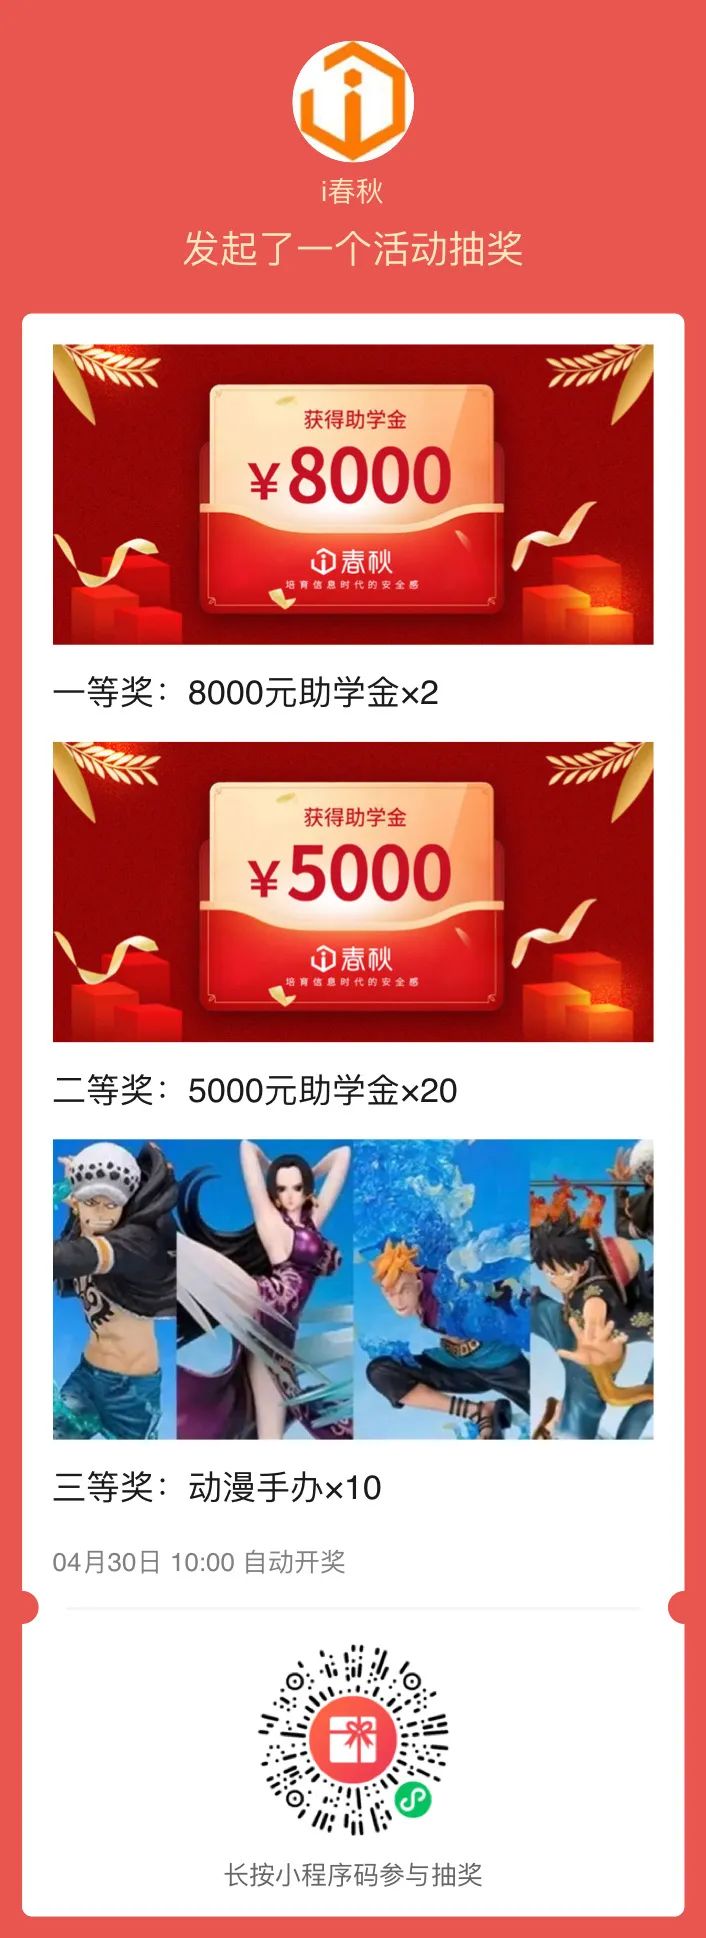 i春秋
发起了一个活动抽奖
获得助学金
¥8000
i春秋
培育信息时代的安全感
一等奖：8000元助学金×2
获得助学金
¥5000
i春秋
培育信息时代的安全感
二等奖：5000元助学金×20
三等奖：动漫手办×10
04月30日 10:00 自动开奖
长按小程序码参与抽奖